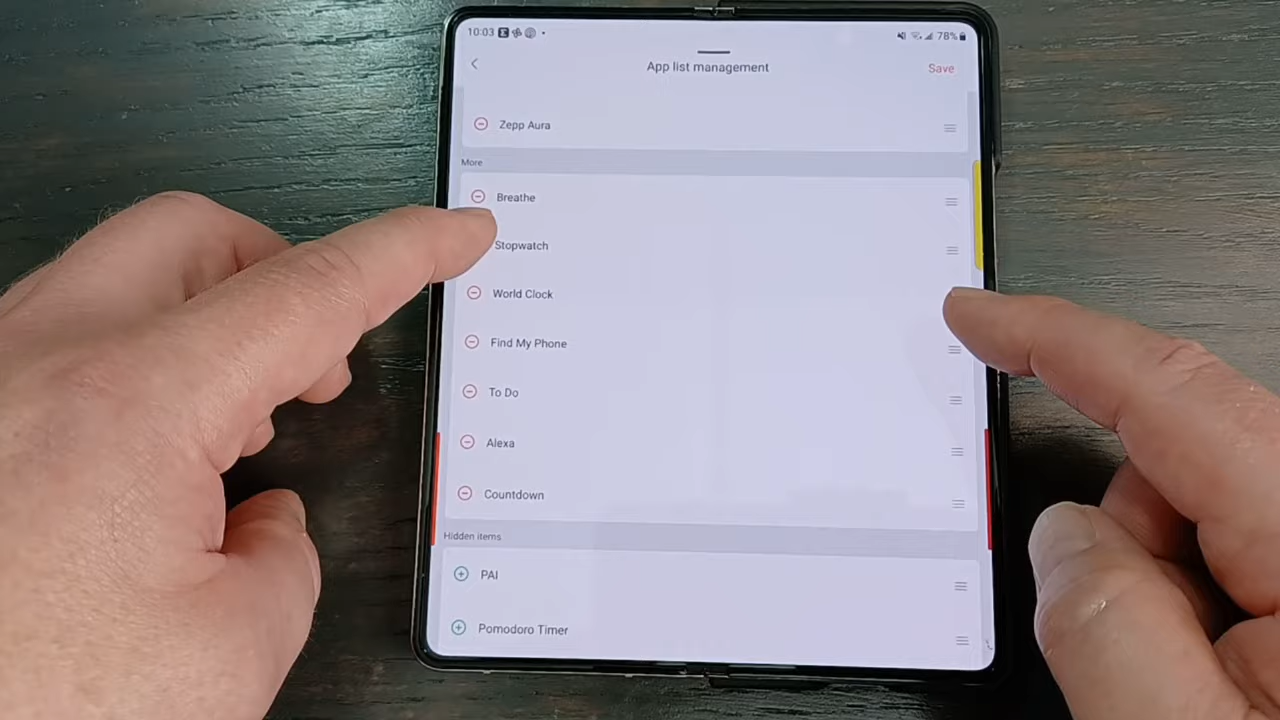 10:03 78%
App list management Save
Zepp Aura
More
Breathe
Stopwatch
World Clock
Find My Phone
To Do
Alexa
Countdown
Hidden items
PAI
Pomodoro Timer